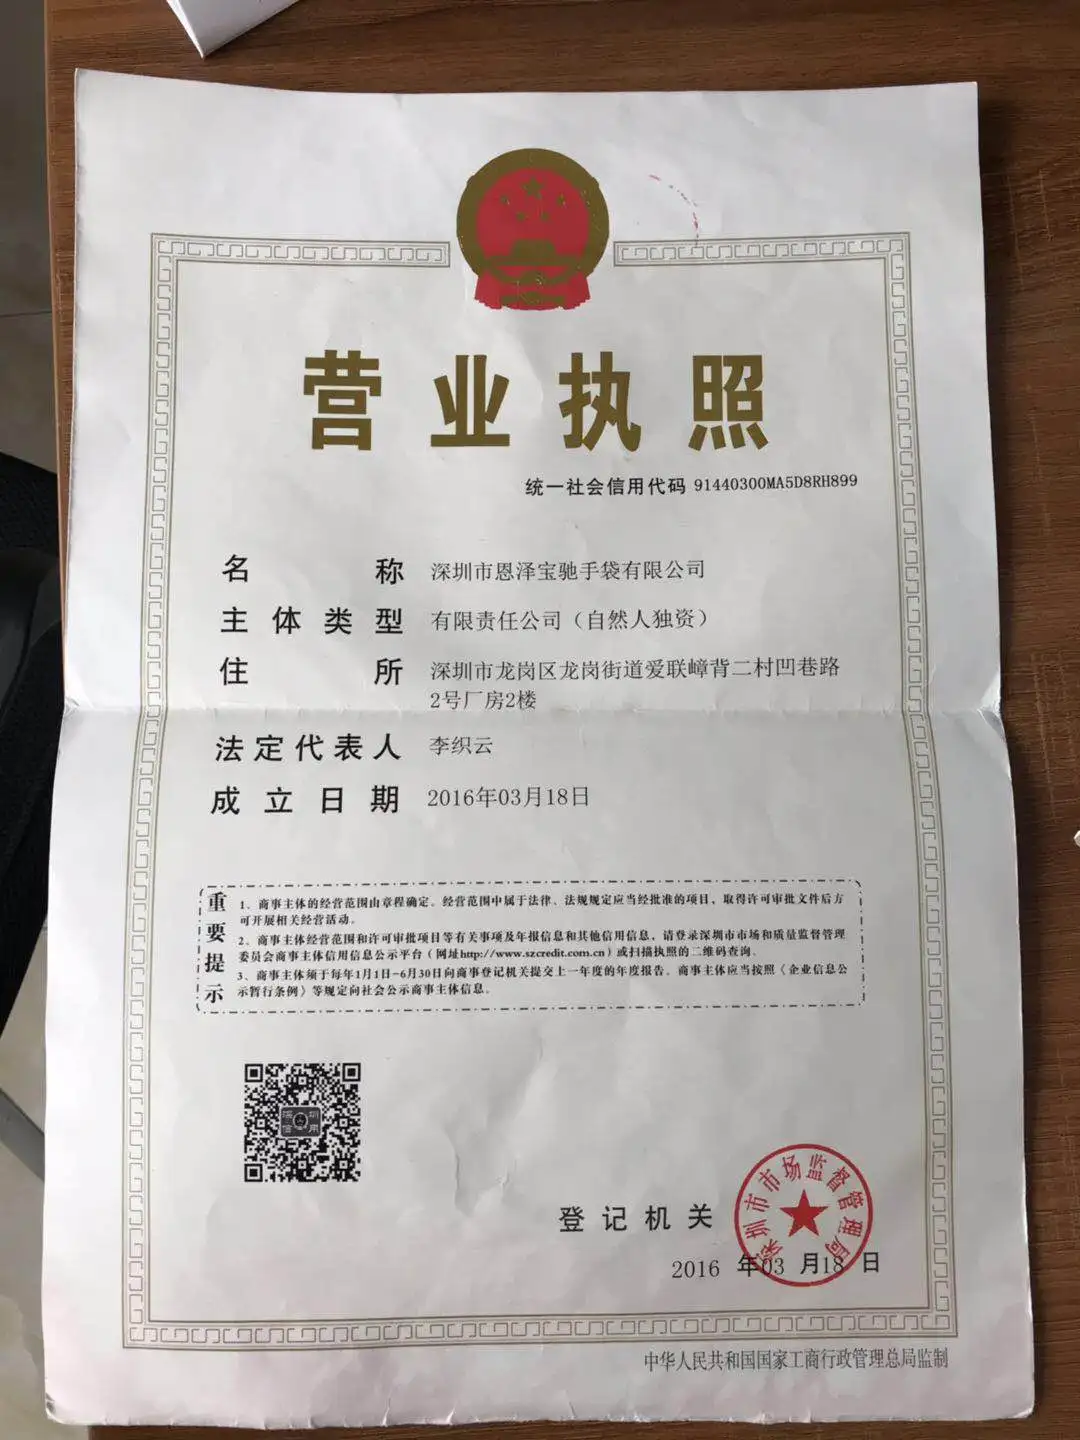 营业执照
统一社会信用代码 91440300MA5D8RH899
名称 深圳市恩泽宝驰手袋有限公司
主体类型 有限责任公司（自然人独资）
住所 深圳市龙岗区龙岗街道爱联嶂背二村凹巷路
2号厂房2楼
法定代表人 李织云
成立日期 2016年03月18日
重要提示
1、商事主体的经营范围由章程确定。经营范围中属于法律、法规规定应当经批准的项目，取得许可审批文件后方
可开展相关经营活动。
2、商事主体经营范围和许可审批项目等有关事项及年报信息和其他信用信息，请登录深圳市市场和质量监督管理
委员会商事主体信用信息公示平台（网址http://www.szcredit.com.cn）或扫描执照的二维码查询。
3、商事主体须于每年1月1日-6月30日向商事登记机关提交上一年度的年度报告。商事主体应当按照《企业信息公
示暂行条例》等规定向社会公示商事主体信息。
深圳
信用
登记机关
深圳市市场监督管理局
2016 年03 月18 日
中华人民共和国国家工商行政管理总局监制